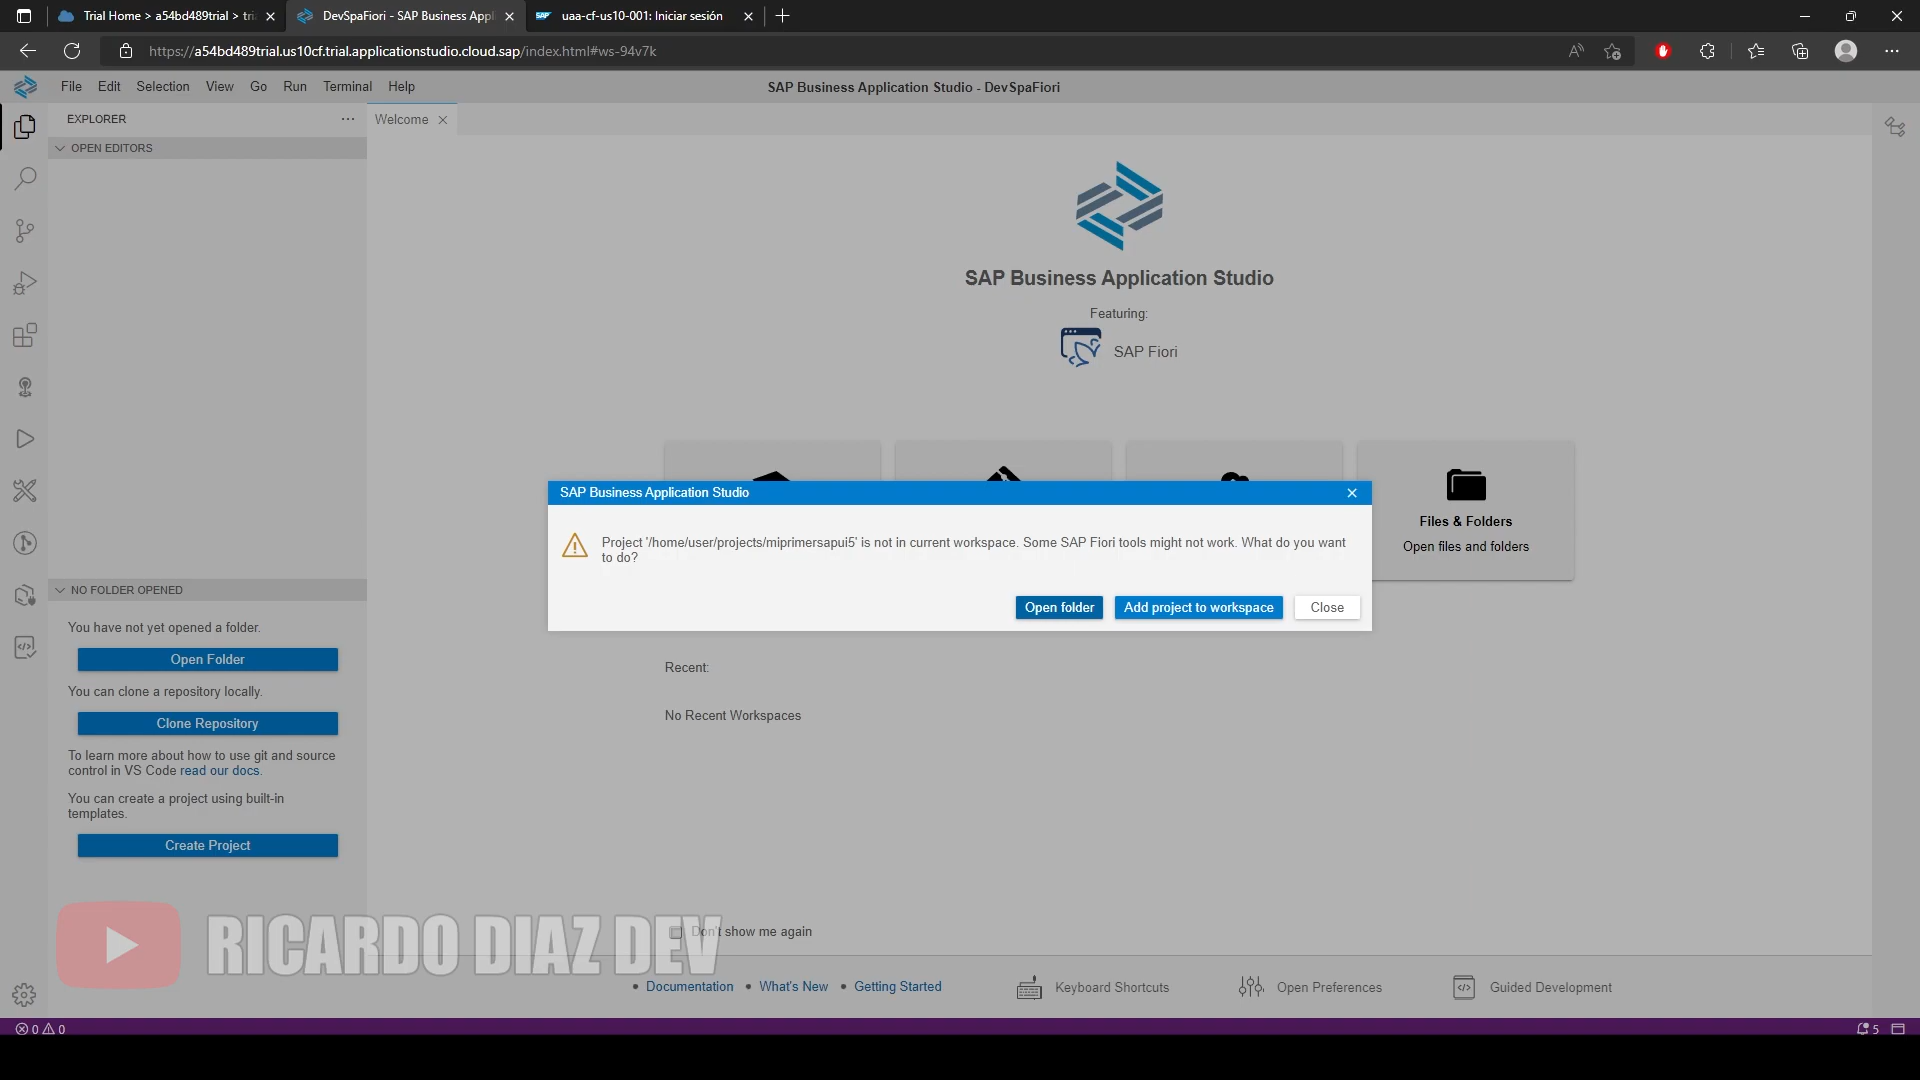 Trial Home > a54bd489trial > tri
DevSpaFiori - SAP Business Appl
SAP
uaa-cf-us10-001: Iniciar sesión
https://a54bd489trial.us10cf.trial.applicationstudio.cloud.sap/index.html#ws-94v7k
File Edit Selection View Go Run Terminal Help
SAP Business Application Studio - DevSpaFiori
EXPLORER
Welcome
OPEN EDITORS
SAP Business Application Studio
Featuring:
SAP Fiori
Files & Folders
Open files and folders
SAP Business Application Studio
Project '/home/user/projects/miprimersapui5' is not in current workspace. Some SAP Fiori tools might not work. What do you want
to do?
Open folder
Add project to workspace
Close
NO FOLDER OPENED
You have not yet opened a folder.
Open Folder
You can clone a repository locally.
Clone Repository
To learn more about how to use git and source
control in VS Code read our docs.
You can create a project using built-in
templates.
Create Project
Recent:
No Recent Workspaces
RICARDO DIAZ DEV
Don't show me again
• Documentation • What's New • Getting Started
Keyboard Shortcuts
Open Preferences
Guided Development
0 0
5